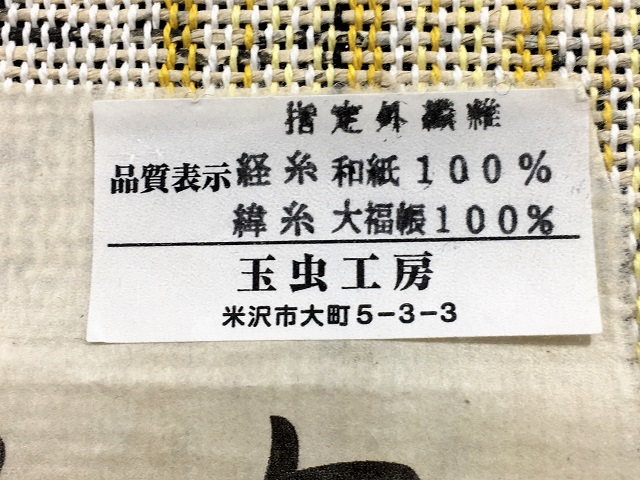 指定外繊維
品質表示 経糸 和紙100%
緯糸 大福帳100%
玉虫工房
米沢市大町5-3-3